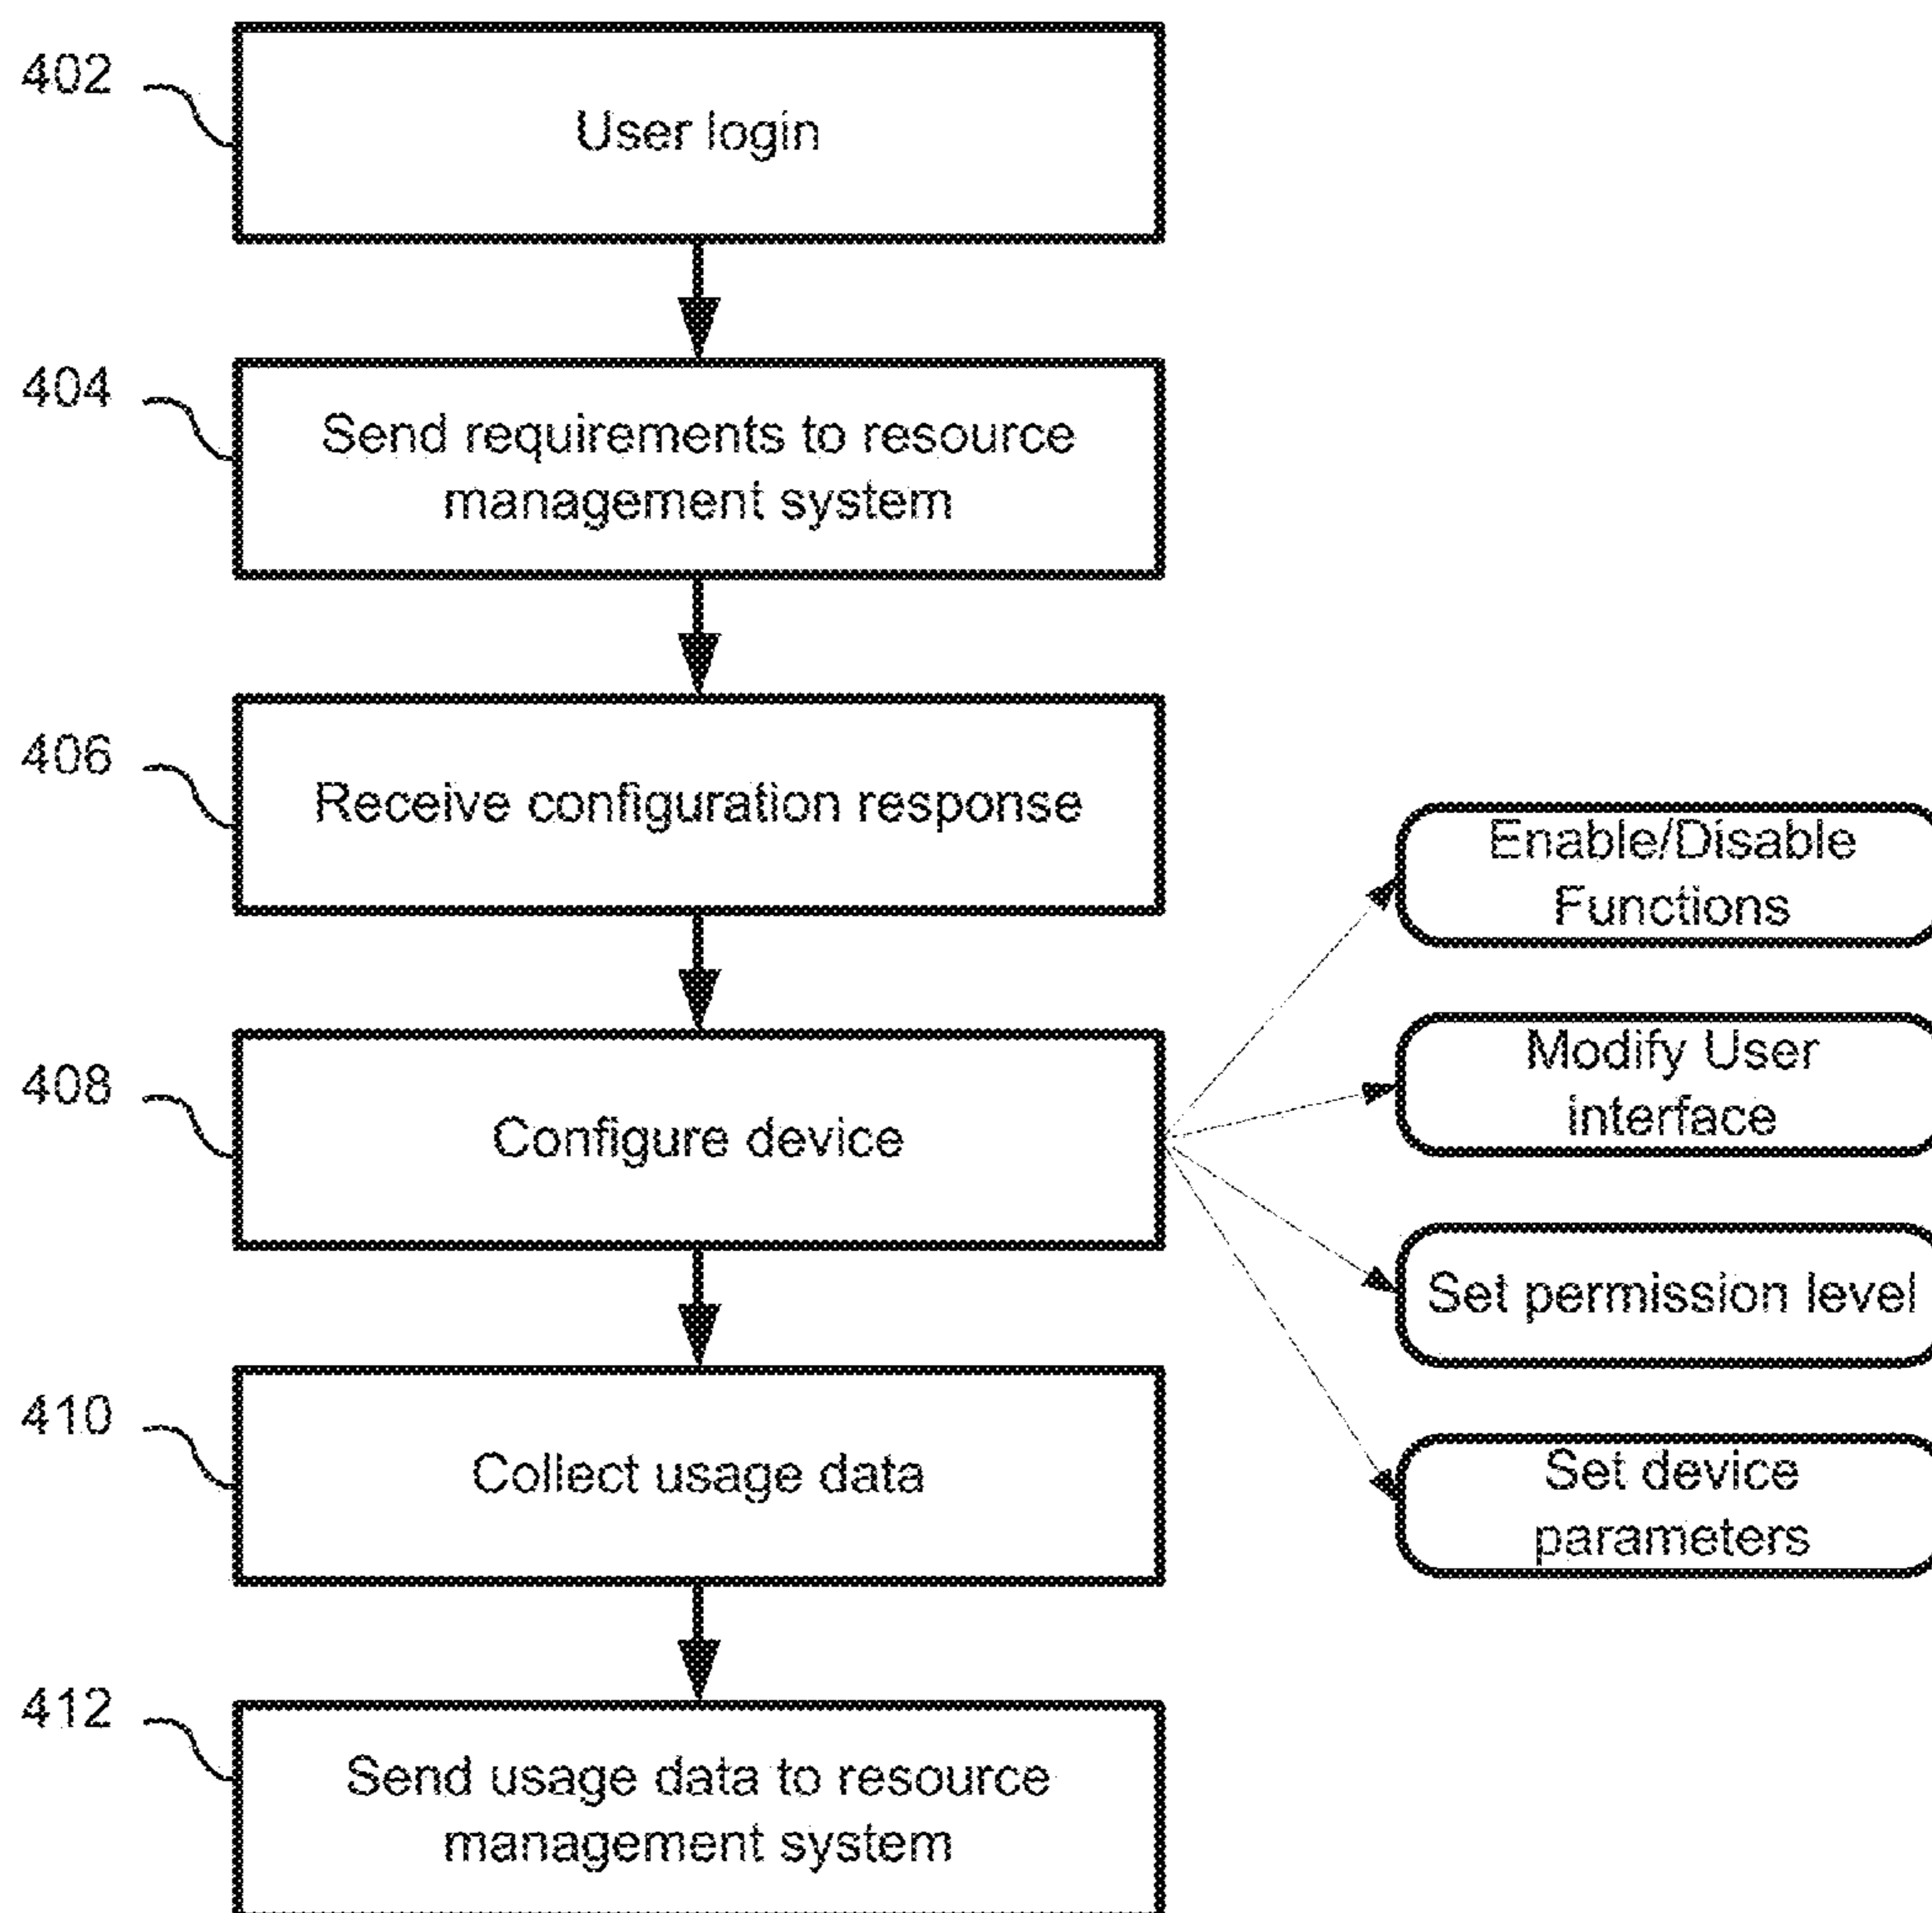 402
User login
404
Send requirements to resource
management system
406
Receive configuration response
408
Configure device
Enable/Disable
Functions
Modify User
interface
Set permission level
Set device
parameters
410
Collect usage data
412
Send usage data to resource
management system